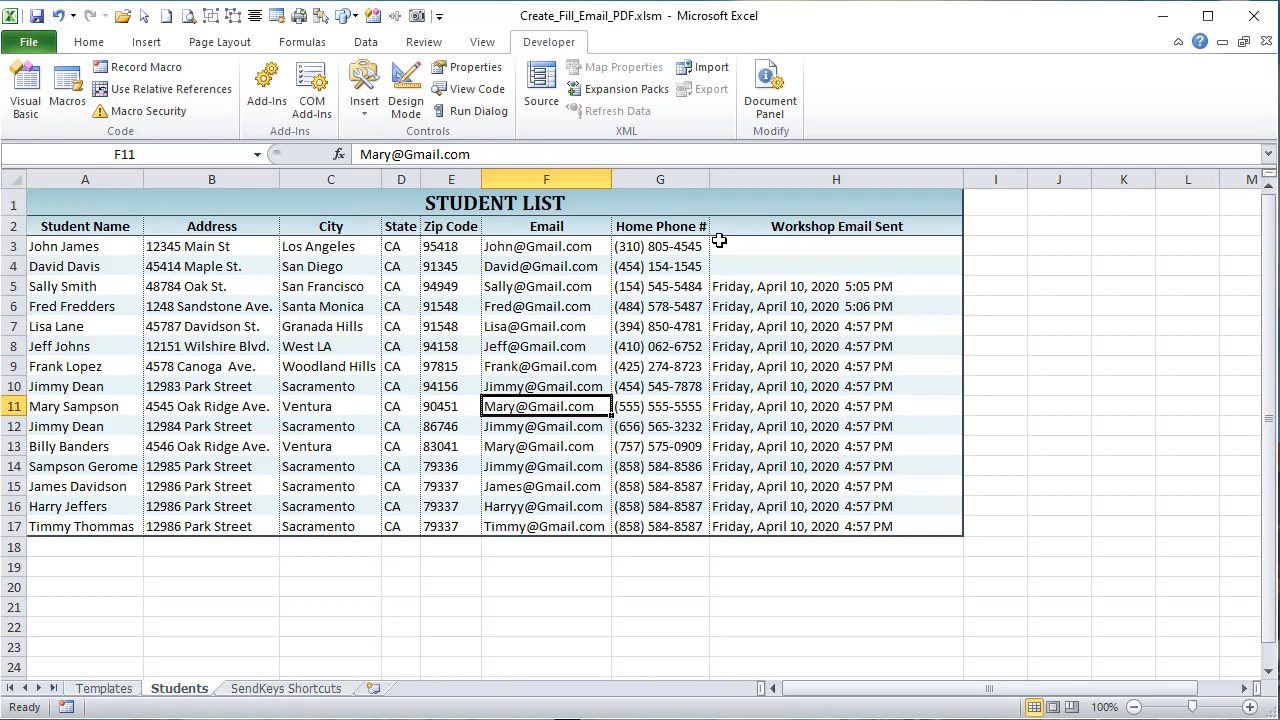 Create_Fill_Email_PDF.xlsm - Microsoft Excel
File Home Insert Page Layout Formulas Data Review View Developer
Visual Basic
Macros
Record Macro
Use Relative References
Macro Security
Code
Add-Ins
COM Add-Ins
Add-Ins
Insert
Design Mode
Properties
View Code
Run Dialog
Controls
Source
Map Properties
Expansion Packs
Refresh Data
Import
Export
XML
Document Panel
Modify
F11 fx Mary@Gmail.com
A B C D E F G H I J K L M
1 STUDENT LIST
2 Student Name Address City State Zip Code Email Home Phone # Workshop Email Sent
3 John James 12345 Main St Los Angeles CA 95418 John@Gmail.com (310) 805-4545
4 David Davis 45414 Maple St. San Diego CA 91345 David@Gmail.com (454) 154-1545
5 Sally Smith 48784 Oak St. San Francisco CA 94949 Sally@Gmail.com (154) 545-5484 Friday, April 10, 2020 5:05 PM
6 Fred Fredders 1248 Sandstone Ave. Santa Monica CA 91548 Fred@Gmail.com (484) 578-5487 Friday, April 10, 2020 5:06 PM
7 Lisa Lane 45787 Davidson St. Granada Hills CA 91548 Lisa@Gmail.com (394) 850-4781 Friday, April 10, 2020 4:57 PM
8 Jeff Johns 12151 Wilshire Blvd. West LA CA 94158 Jeff@Gmail.com (410) 062-6752 Friday, April 10, 2020 4:57 PM
9 Frank Lopez 4578 Canoga Ave. Woodland Hills CA 97815 Frank@Gmail.com (425) 274-8723 Friday, April 10, 2020 4:57 PM
10 Jimmy Dean 12983 Park Street Sacramento CA 94156 Jimmy@Gmail.com (454) 545-7878 Friday, April 10, 2020 4:57 PM
11 Mary Sampson 4545 Oak Ridge Ave. Ventura CA 90451 Mary@Gmail.com (555) 555-5555 Friday, April 10, 2020 4:57 PM
12 Jimmy Dean 12984 Park Street Sacramento CA 86746 Jimmy@Gmail.com (656) 565-3232 Friday, April 10, 2020 4:57 PM
13 Billy Banders 4546 Oak Ridge Ave. Ventura CA 83041 Mary@Gmail.com (757) 575-0909 Friday, April 10, 2020 4:57 PM
14 Sampson Gerome 12985 Park Street Sacramento CA 79336 Jimmy@Gmail.com (858) 584-8586 Friday, April 10, 2020 4:57 PM
15 James Davidson 12986 Park Street Sacramento CA 79337 James@Gmail.com (858) 584-8587 Friday, April 10, 2020 4:57 PM
16 Harry Jeffers 12986 Park Street Sacramento CA 79337 Harryy@Gmail.com (858) 584-8587 Friday, April 10, 2020 4:57 PM
17 Timmy Thommas 12986 Park Street Sacramento CA 79337 Timmy@Gmail.com (858) 584-8587 Friday, April 10, 2020 4:57 PM
18
19
20
21
22
23
24
Templates Students SendKeys Shortcuts
Ready 100%